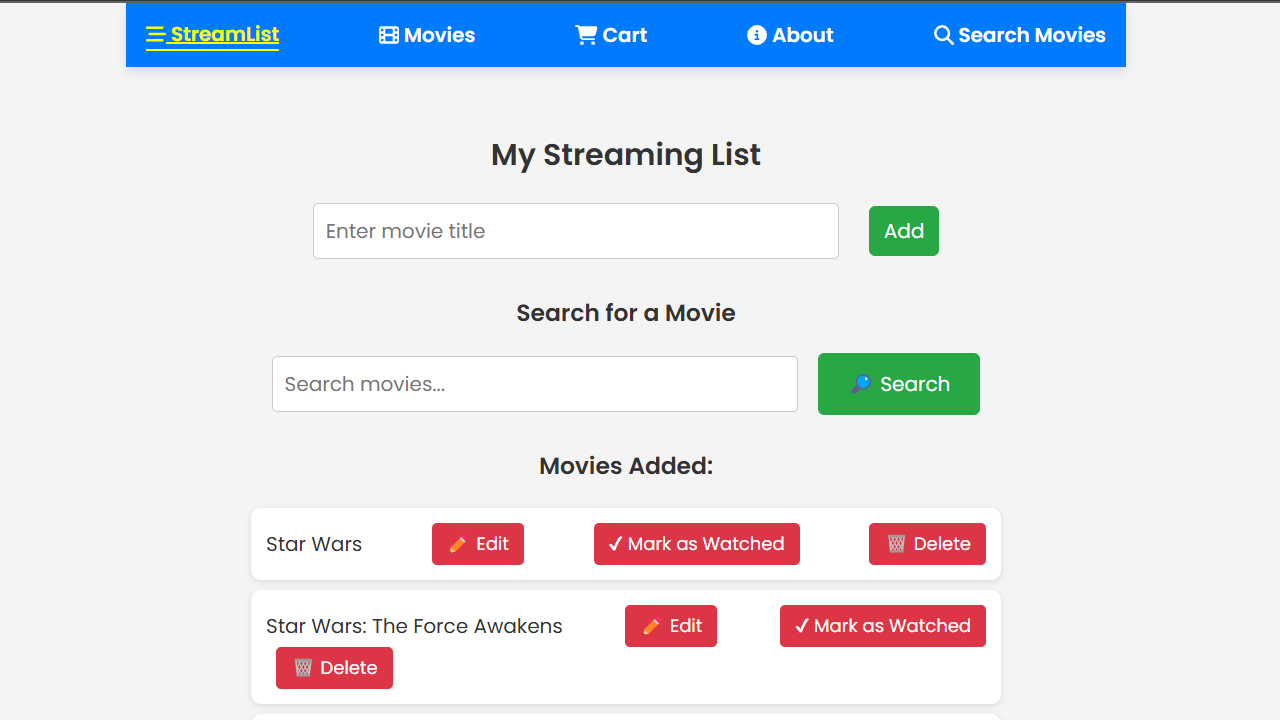 StreamList Movies Cart About Search Movies
My Streaming List
Enter movie title Add
Search for a Movie
Search movies... Search
Movies Added:
Star Wars Edit Mark as Watched Delete
Star Wars: The Force Awakens Edit Mark as Watched
Delete